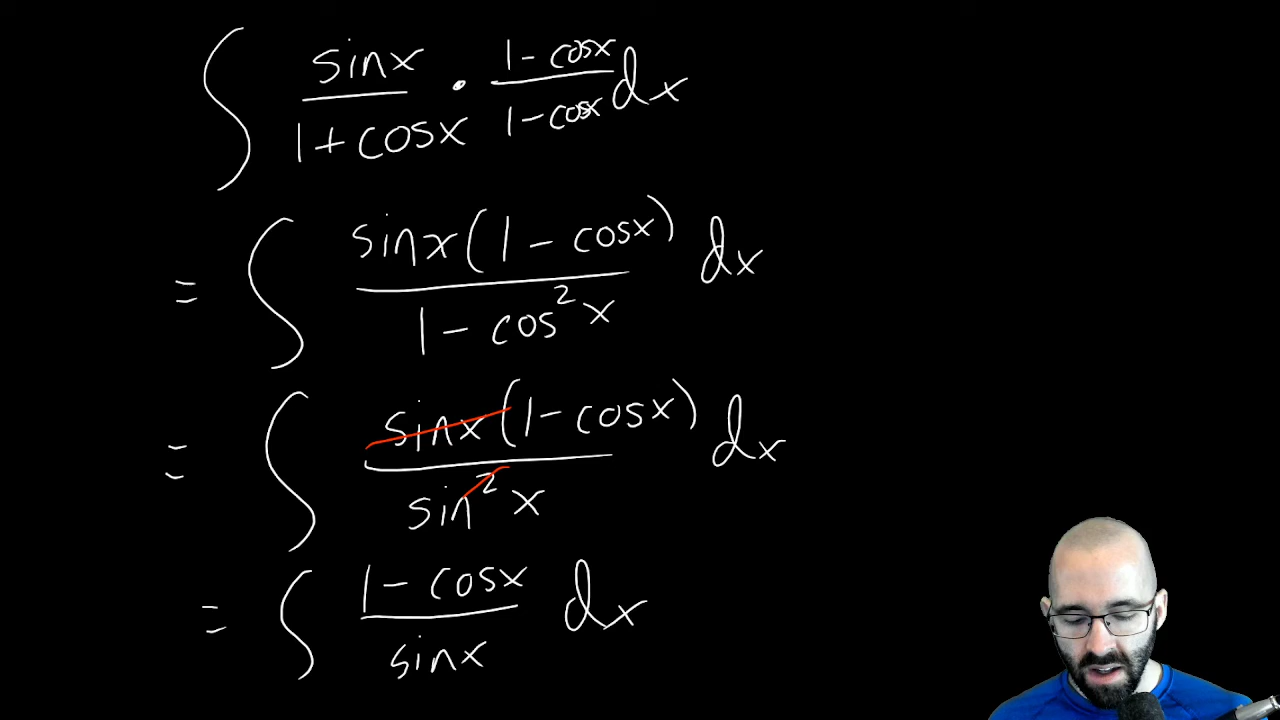 ∫ sinx/(1+cosx) · (1-cosx)/(1-cosx) dx
= ∫ sinx(1-cosx)/(1-cos²x) dx
= ∫ sinx(1-cosx)/sin²x dx
= ∫ (1-cosx)/sinx dx